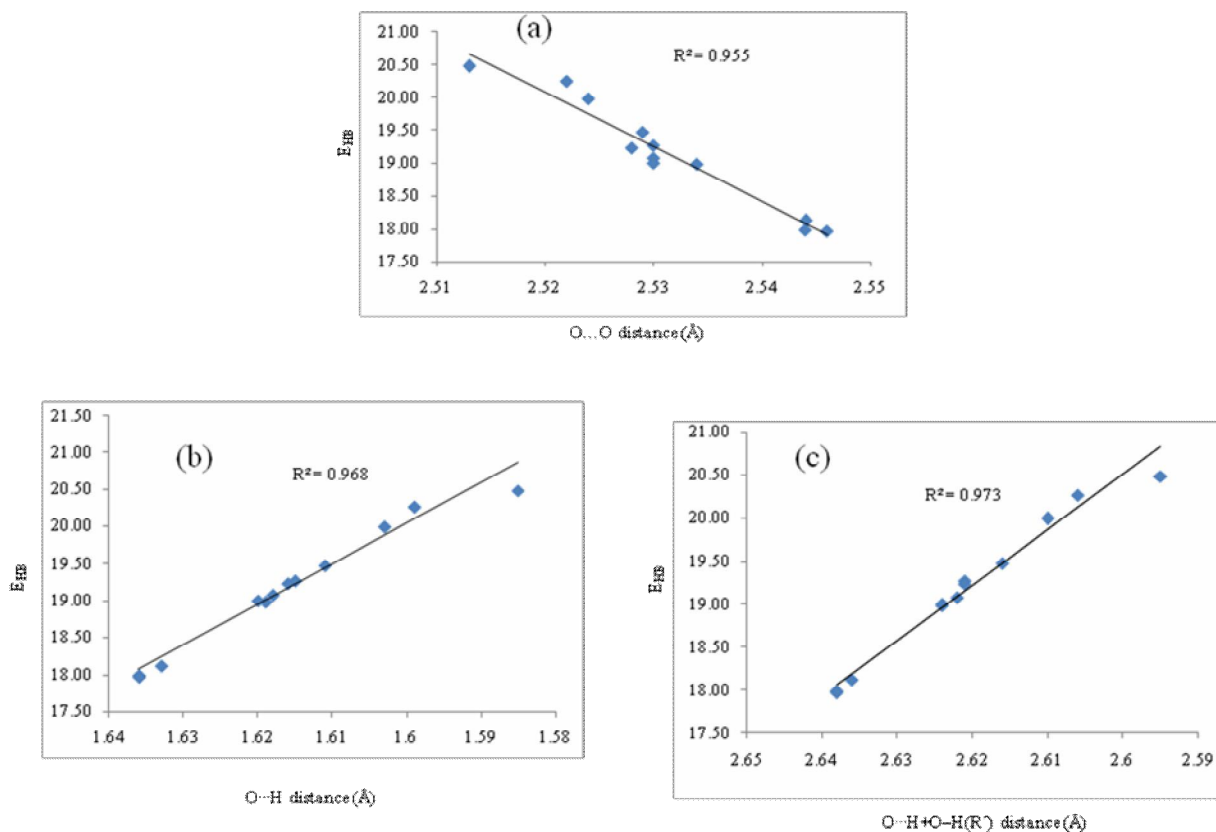 (a)
R² = 0.955
21.00
20.50
20.00
19.50
19.00
18.50
18.00
17.50
E_HB
2.51 2.52 2.53 2.54 2.55
O...O distance(Å)
(b)
R² = 0.968
21.50
21.00
20.50
20.00
19.50
19.00
18.50
18.00
17.50
E_HB
1.64 1.63 1.62 1.61 1.6 1.59 1.58
O···H distance(Å)
(c)
R² = 0.973
21.00
20.50
20.00
19.50
19.00
18.50
18.00
17.50
E_HB
2.65 2.64 2.63 2.62 2.61 2.6 2.59
O···H+O–H(R') distance(Å)